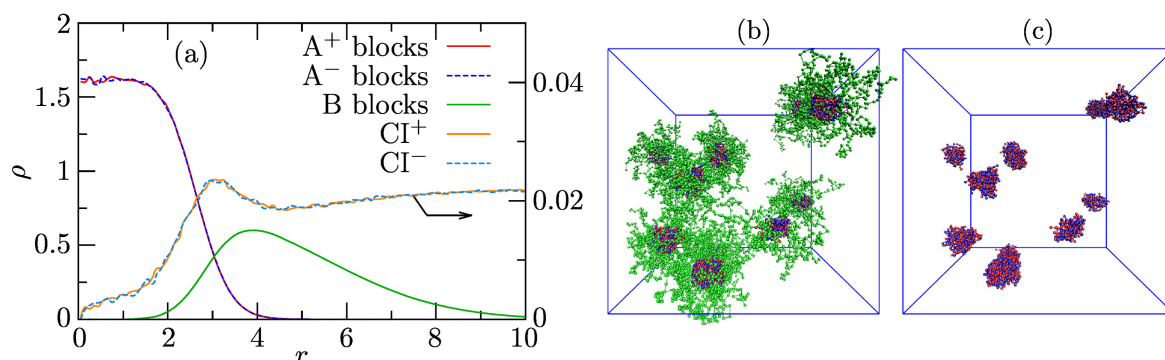 (a)
A⁺ blocks
A⁻ blocks
B blocks
CI⁺
CI⁻
ρ
2
1.5
1
0.5
0
0.04
0.02
0
0 2 4 6 8 10
r
(b)
(c)